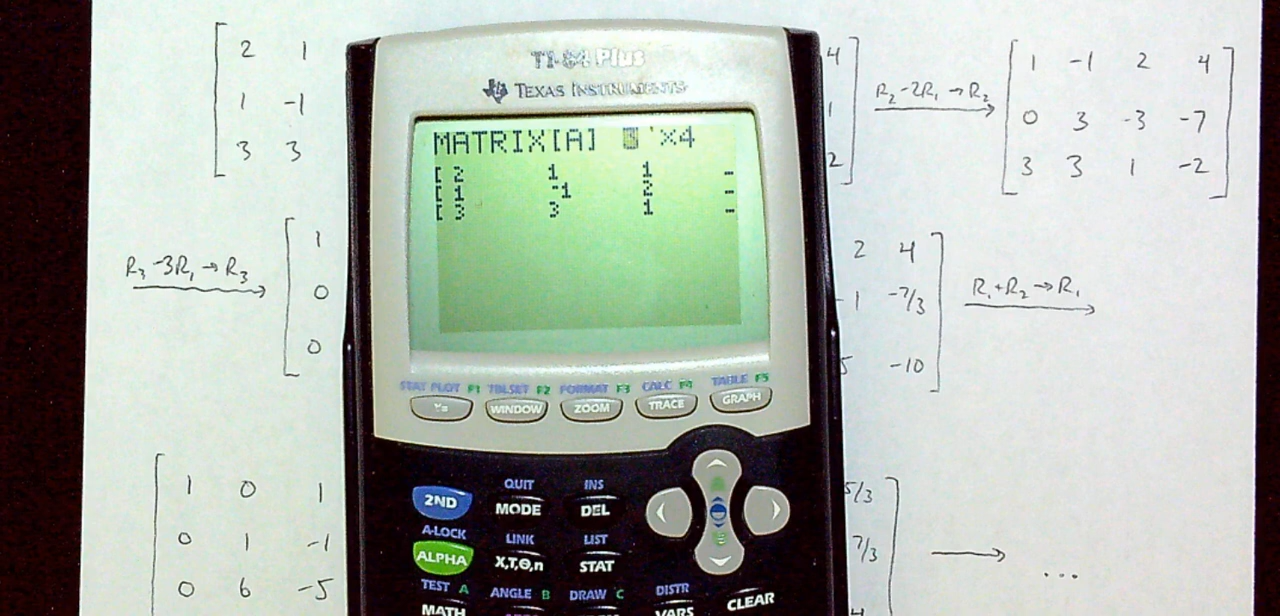 2 1
1 -1
3 3
4
1
2
R₂-2R₁→R₂
1 -1 2 4
0 3 -3 -7
3 3 1 -2
TI-84 Plus
TEXAS INSTRUMENTS
MATRIX[A] 3 ×4
[ 2 1 1 -
[ 1 -1 2 -
[ 3 3 1 -
R₃-3R₁→R₃
1
0
0
2 4
-1 -7/3
5 -10
R₁+R₂→R₁
STAT PLOT F1 TBLSET F2 FORMAT F3 CALC F4 TABLE F5
Y= WINDOW ZOOM TRACE GRAPH
1 0 1
0 1 -1
0 6 -5
5/3
7/3
...
QUIT INS
2ND MODE DEL
A-LOCK LINK LIST
ALPHA X,T,Θ,n STAT
TEST A ANGLE B DRAW C DISTR
MATH VARS CLEAR